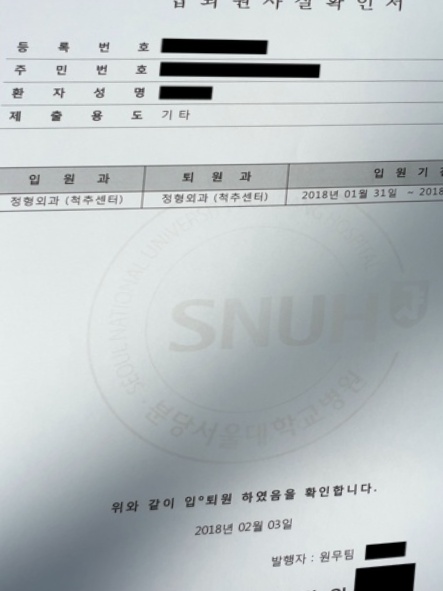 입퇴원사실확인서
등 록 번 호
주 민 번 호
환 자 성 명
제 출 용 도 기타
입 원 과 퇴 원 과 입 원 기
정형외과 (척추센터) 정형외과 (척추센터) 2018년 01월 31일 ~ 2018
SEOUL NATIONAL UNIVERSITY
SNUH
분당서울대학교병원
위와 같이 입°퇴원 하였음을 확인합니다.
2018년 02월 03일
발행자 : 원무팀